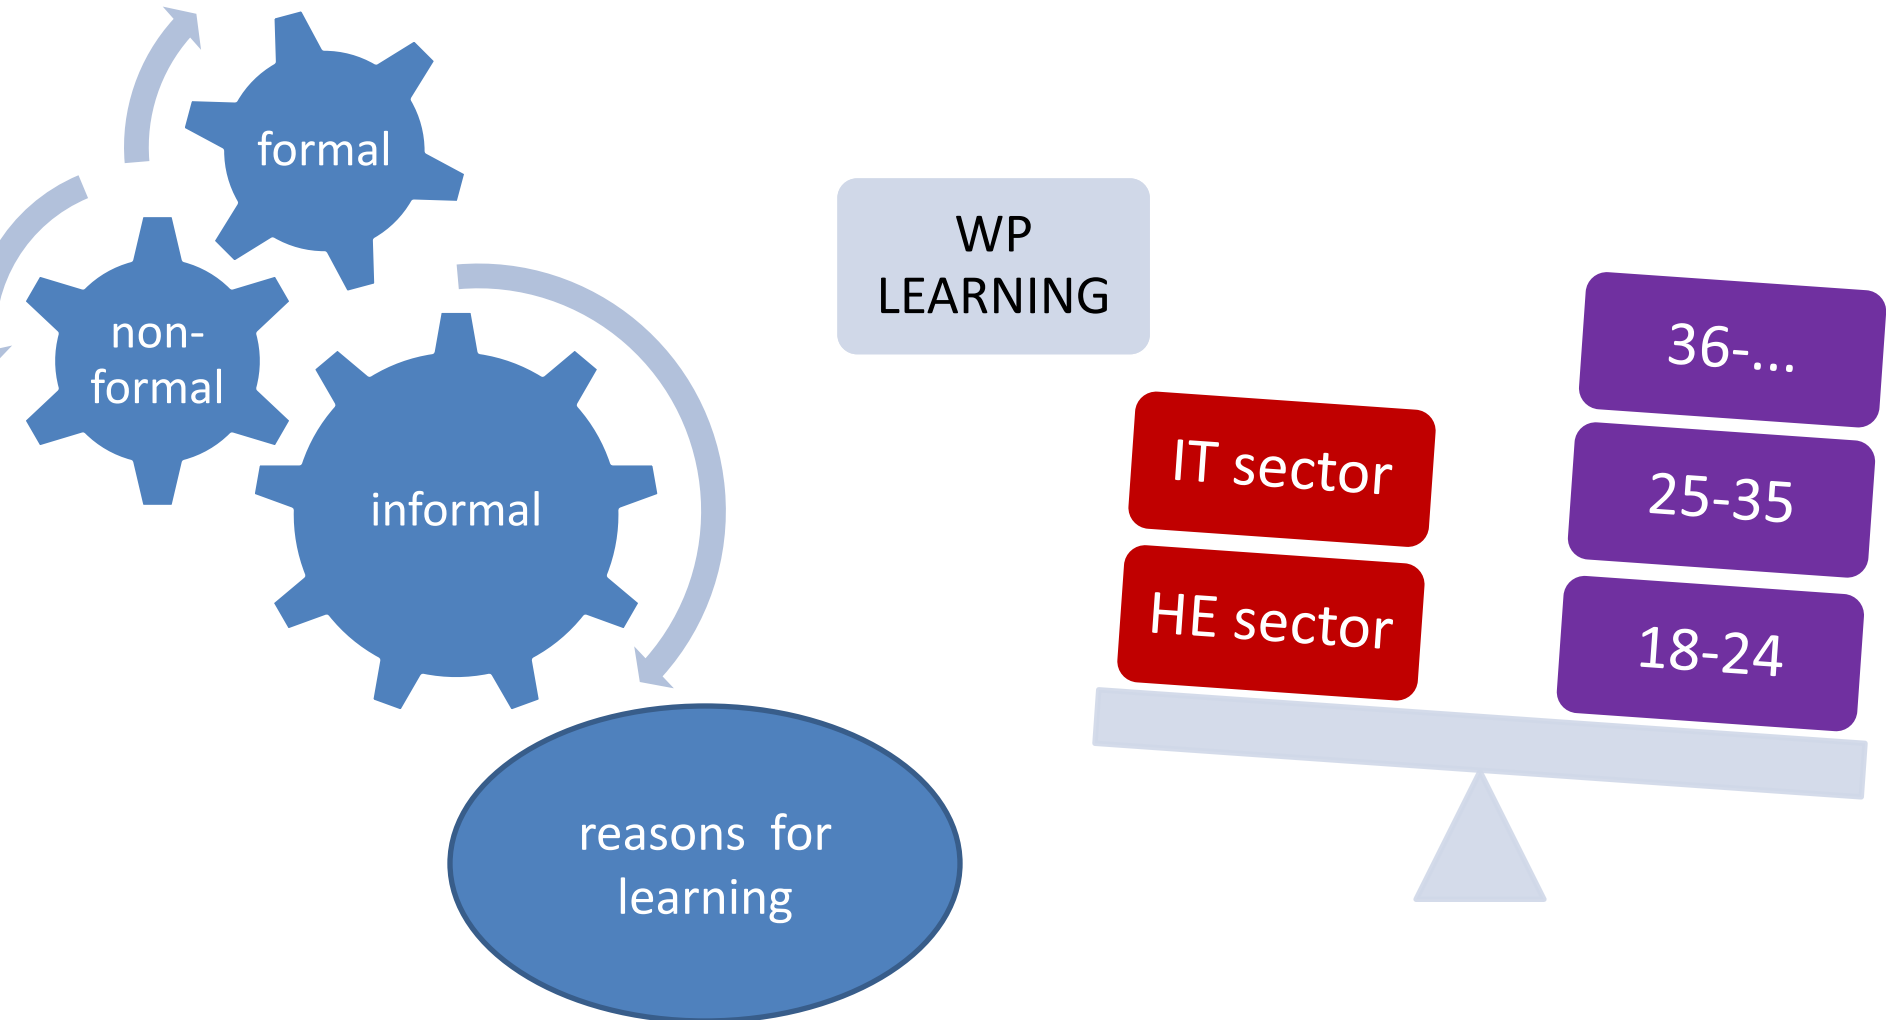 formal
non-
formal
informal
reasons for
learning
WP
LEARNING
IT sector
HE sector
36-...
25-35
18-24